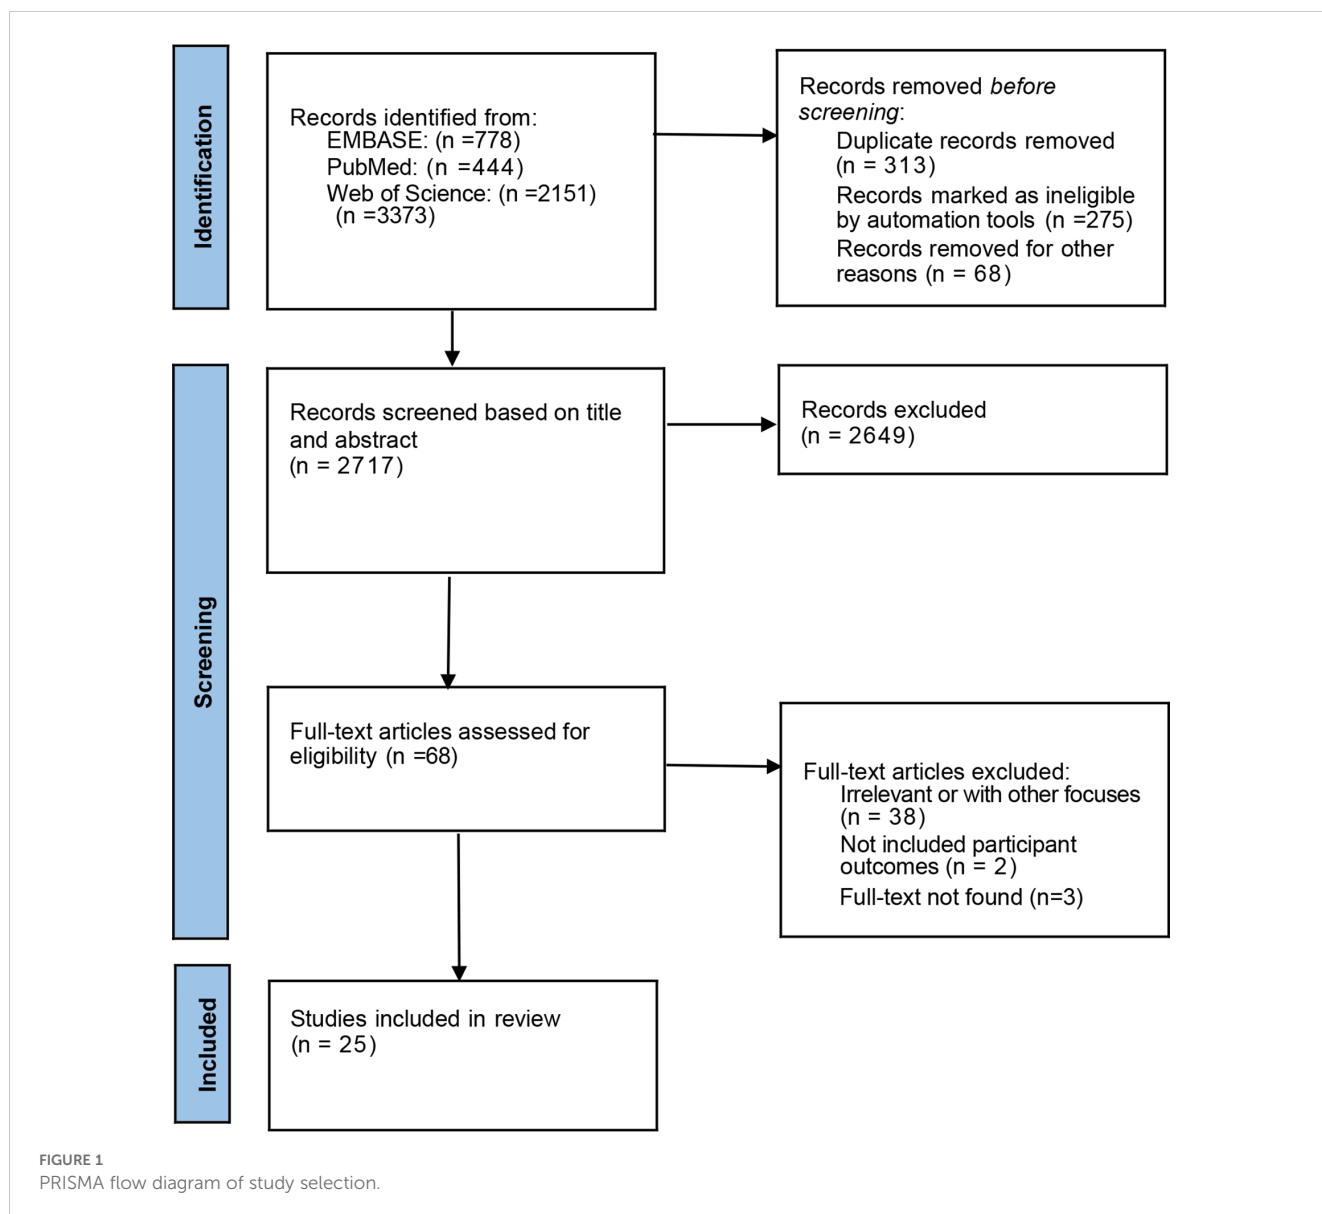 Identification
Records identified from:
EMBASE: (n =778)
PubMed: (n =444)
Web of Science: (n =2151)
(n =3373)
Records removed before
screening:
Duplicate records removed
(n = 313)
Records marked as ineligible
by automation tools (n =275)
Records removed for other
reasons (n = 68)
Screening
Records screened based on title
and abstract
(n = 2717)
Records excluded
(n = 2649)
Full-text articles assessed for
eligibility (n =68)
Full-text articles excluded:
Irrelevant or with other focuses
(n = 38)
Not included participant
outcomes (n = 2)
Full-text not found (n=3)
Included
Studies included in review
(n = 25)
FIGURE 1
PRISMA flow diagram of study selection.